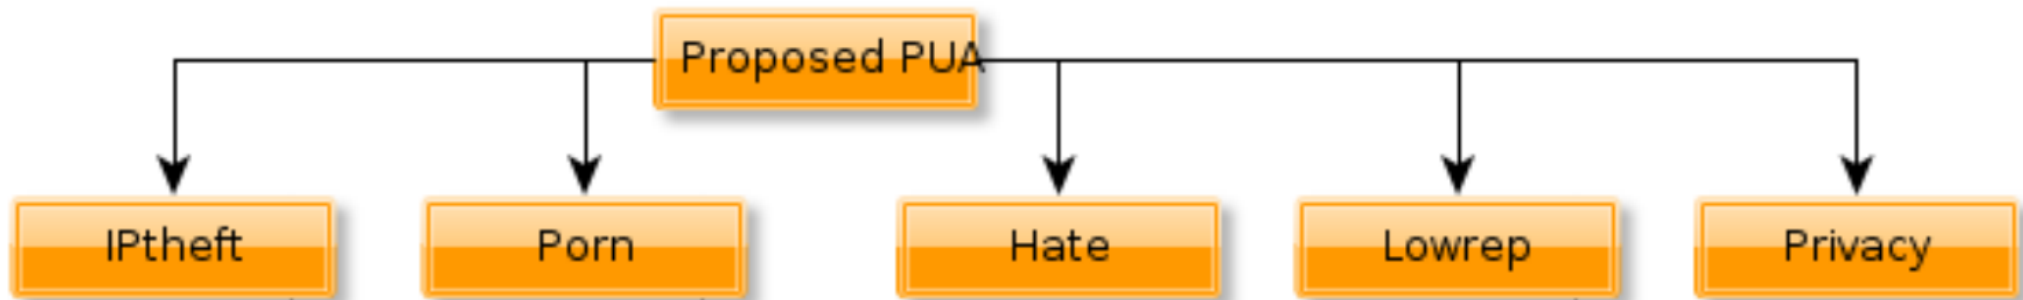 Proposed PUA
IPtheft
Porn
Hate
Lowrep
Privacy